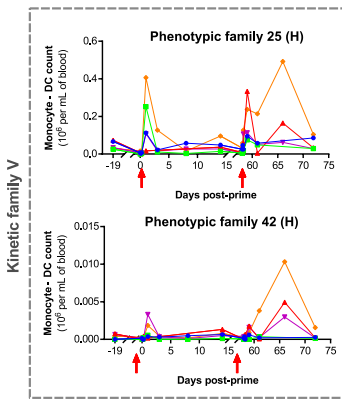 Kinetic family V
Phenotypic family 25 (H)
Monocyte - DC count
(10⁶ per mL of blood)
0.6
0.4
0.2
0.0
-19 0 5 10 15 60 65 70 75
Days post-prime
Phenotypic family 42 (H)
Monocyte - DC count
(10⁶ per mL of blood)
0.015
0.010
0.005
0.000
-19 0 5 10 15 60 65 70 75
Days post-prime